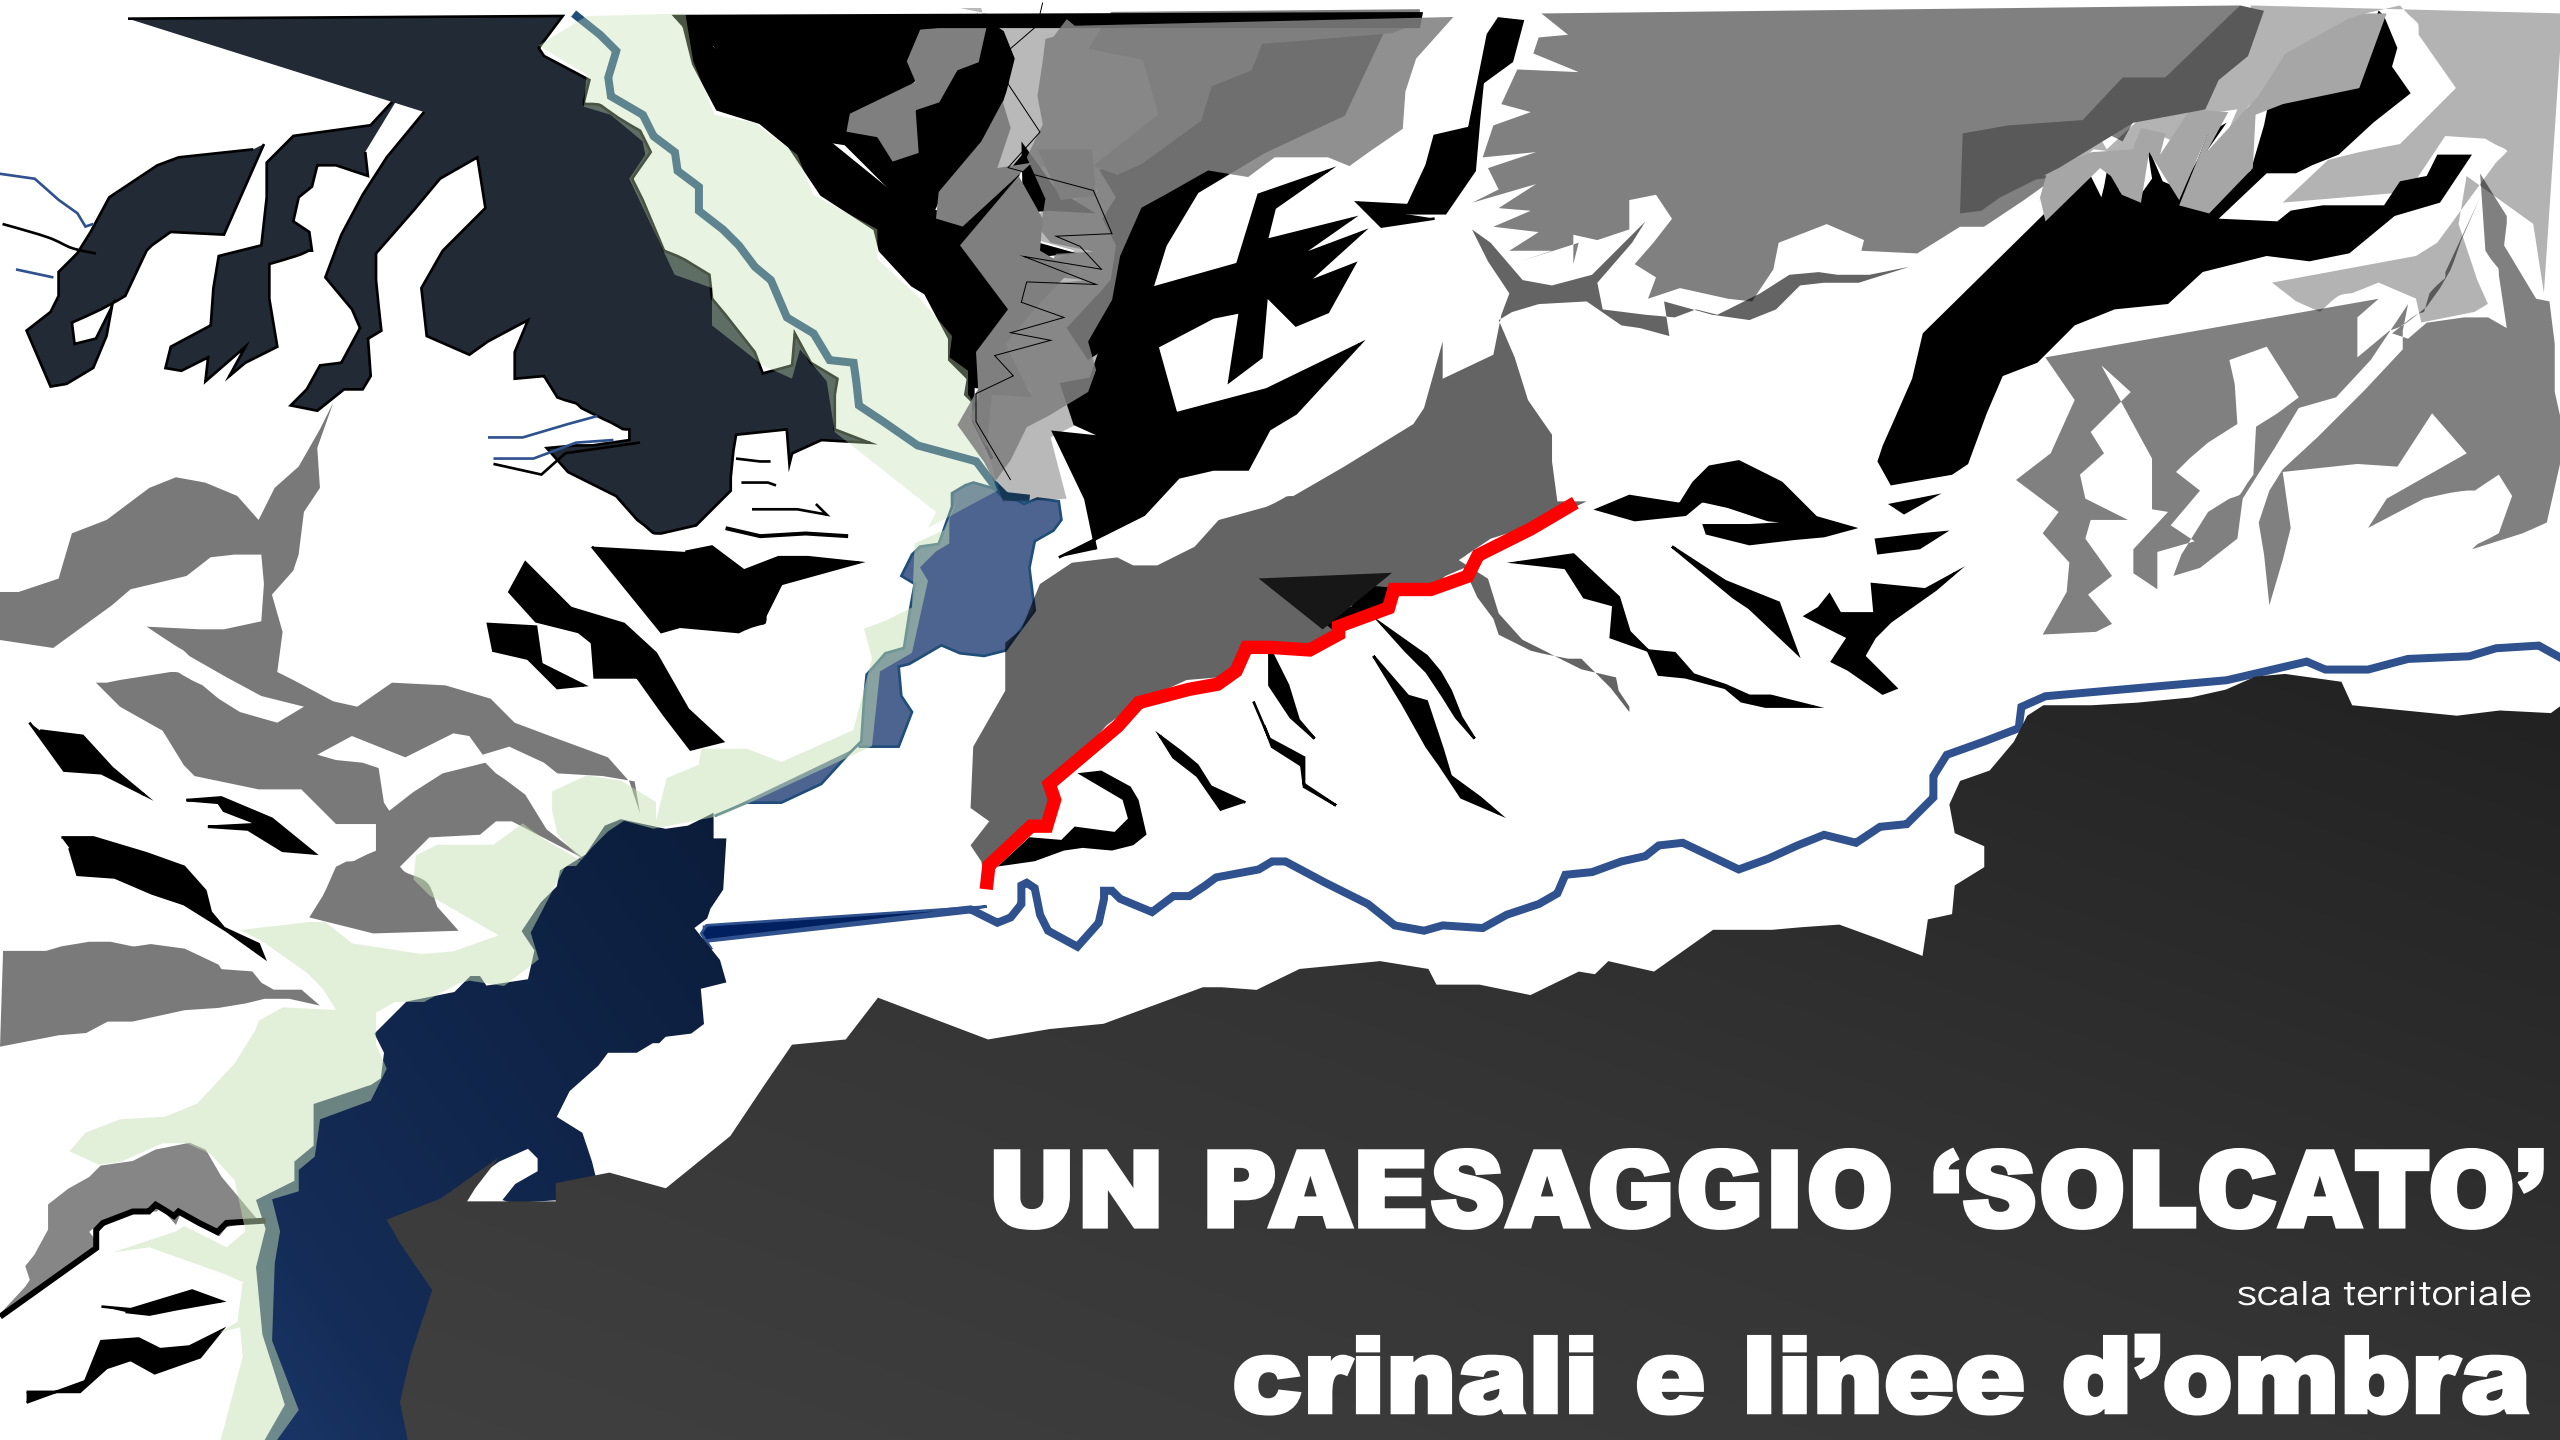 UN PAESAGGIO ‘SOLCATO’
scala territoriale
crinali e linee d’ombra